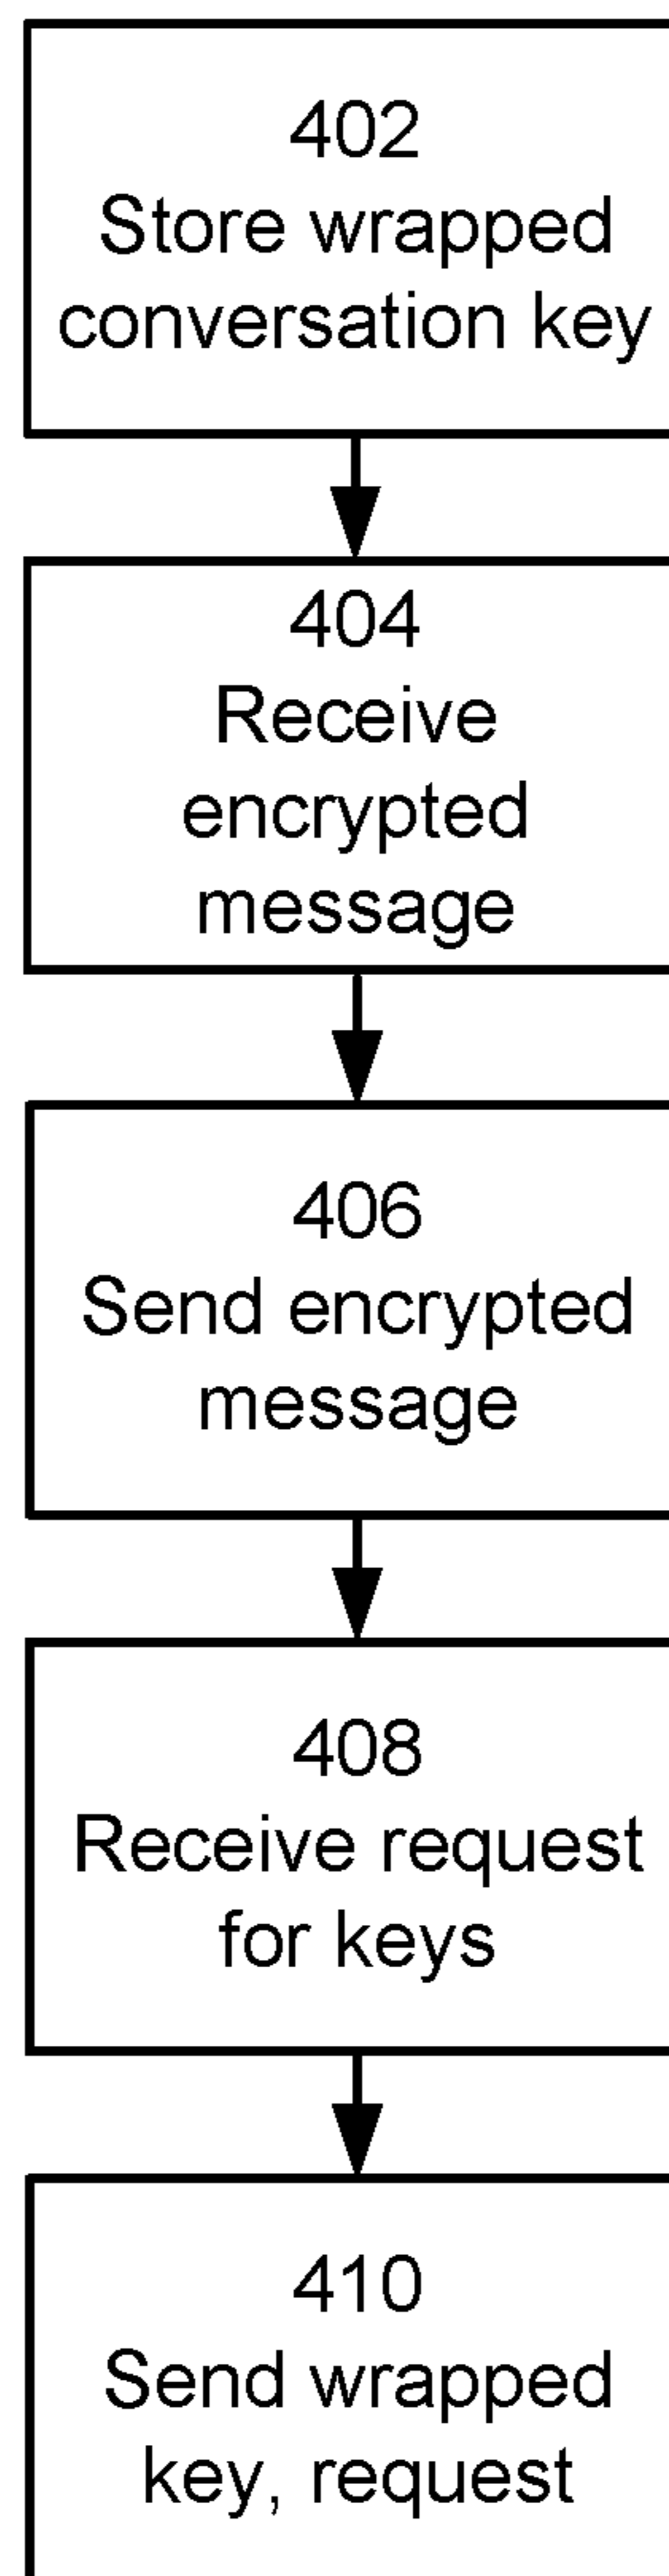 402
Store wrapped
conversation key
404
Receive
encrypted
message
406
Send encrypted
message
408
Receive request
for keys
410
Send wrapped
key, request